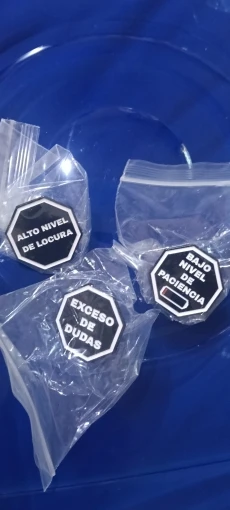 ALTO NIVEL
DE LOCURA
BAJO
NIVEL
DE
PACIENCIA
EXCESO
DE
DUDAS